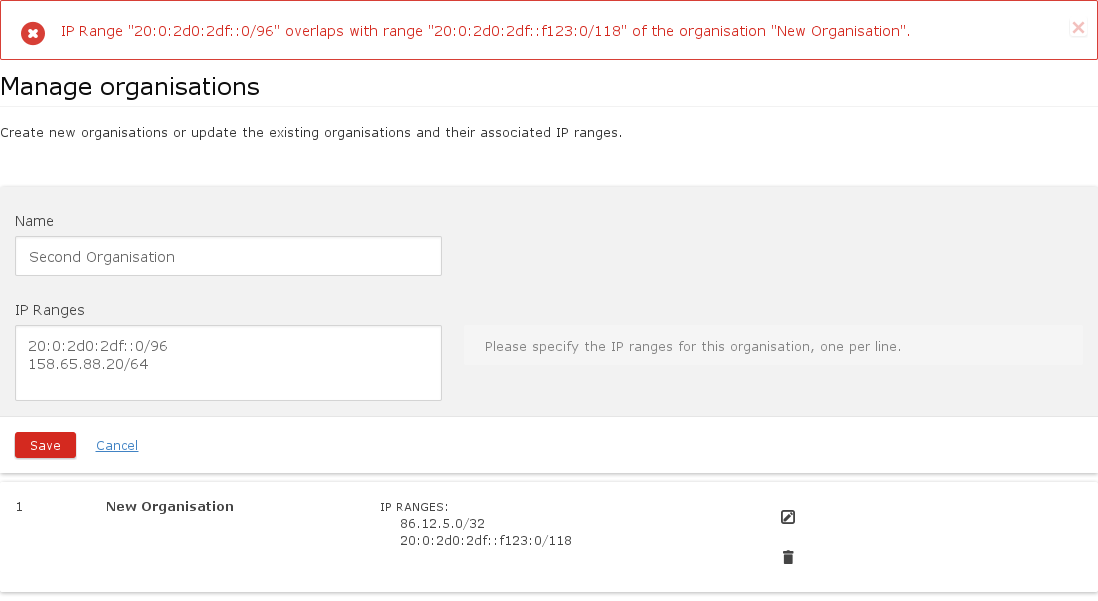 IP Range "20:0:2d0:2df::0/96" overlaps with range "20:0:2d0:2df::f123:0/118" of the organisation "New Organisation".
Manage organisations
Create new organisations or update the existing organisations and their associated IP ranges.
Name
Second Organisation
IP Ranges
20:0:2d0:2df::0/96
158.65.88.20/64
Please specify the IP ranges for this organisation, one per line.
Save Cancel
1 New Organisation IP RANGES:
86.12.5.0/32
20:0:2d0:2df::f123:0/118